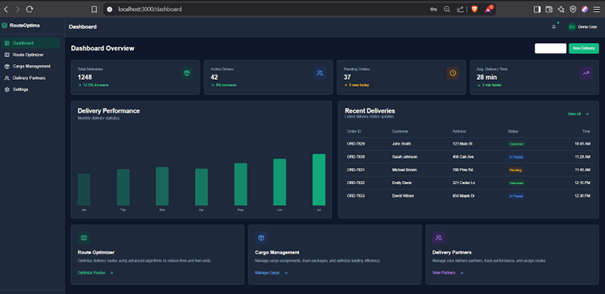 localhost:3000/dashboard
RouteOptima
Dashboard
Demo User
Dashboard
Route Optimizer
Cargo Management
Delivery Partners
Settings
Dashboard Overview
New Delivery
Total Deliveries
1248
12.5% increase
Active Drivers
42
8% increase
Pending Orders
37
5 new today
Avg. Delivery Time
28 min
Delivery Performance
Monthly delivery statistics
Jan
Feb
Mar
Apr
May
Jun
Jul
Recent Deliveries
Latest delivery status updates
View All
Order ID Customer Address Status Time
ORD-7829 John Smith 123 Main St Delivered 10:45 AM
ORD-7830 Sarah Johnson 456 Oak Ave In Transit 11:20 AM
ORD-7831 Michael Brown 789 Pine Rd Pending 11:45 AM
ORD-7832 Emily Davis 321 Cedar Ln Delivered 12:15 PM
ORD-7833 David Wilson 654 Maple Dr In Transit 12:30 PM
Route Optimizer
Optimize delivery routes using advanced algorithms to reduce time and fuel costs.
Optimize Routes
Cargo Management
Manage cargo assignments, track packages, and optimize loading efficiency.
Manage Cargo
Delivery Partners
Manage your delivery partners, track performance, and assign routes.
View Partners